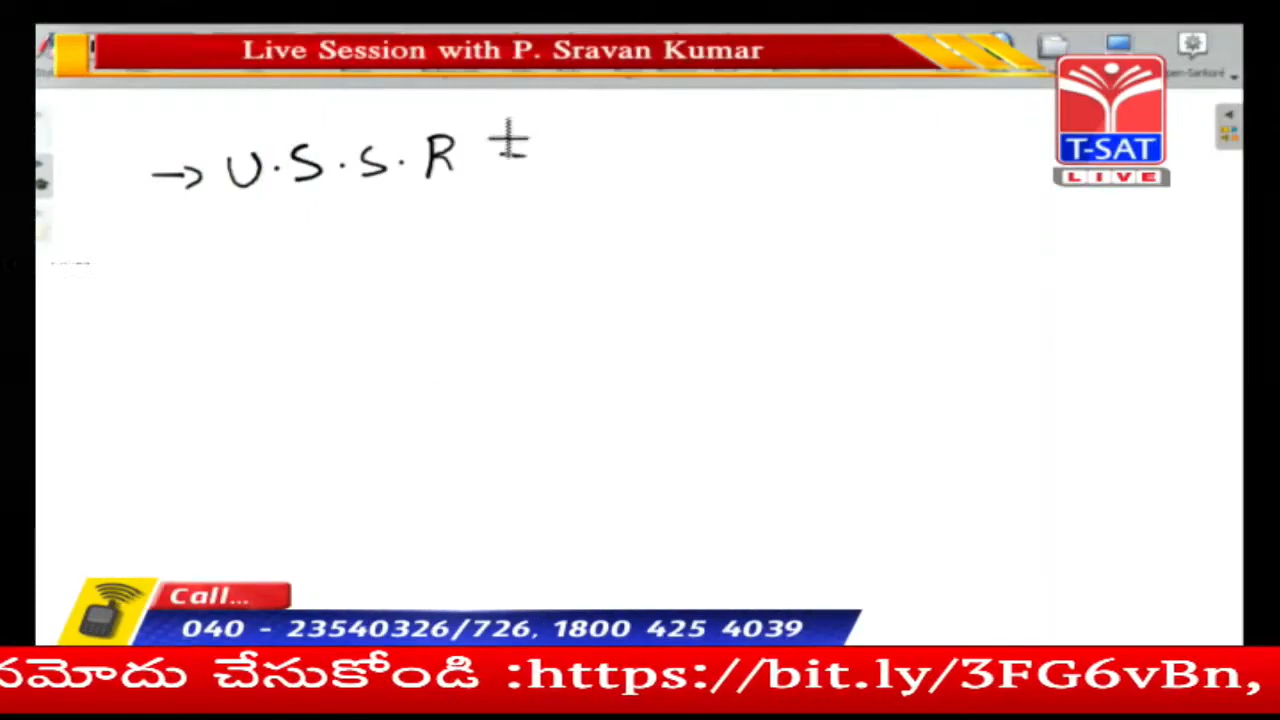 Live Session with P. Sravan Kumar
→ U.S.S.R
T-SAT
LIVE
Call...
040 - 23540326/726, 1800 425 4039
నమోదు చేసుకోండి :https://bit.ly/3FG6vBn,